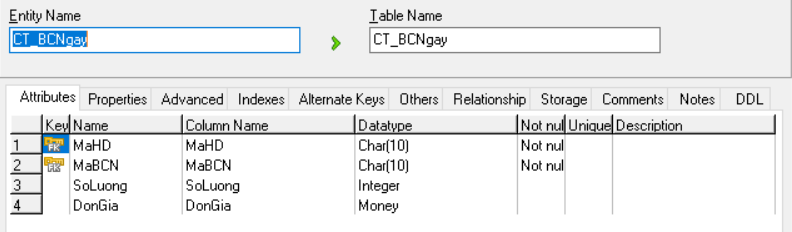 Entity Name Table Name
CT_BCNgay CT_BCNgay
Attributes Properties Advanced Indexes Alternate Keys Others Relationship Storage Comments Notes DDL
Key Name Column Name Datatype Not nul Unique Description
1 FK MaHD MaHD Char(10) Not nul
2 FK MaBCN MaBCN Char(10) Not nul
3 SoLuong SoLuong Integer
4 DonGia DonGia Money